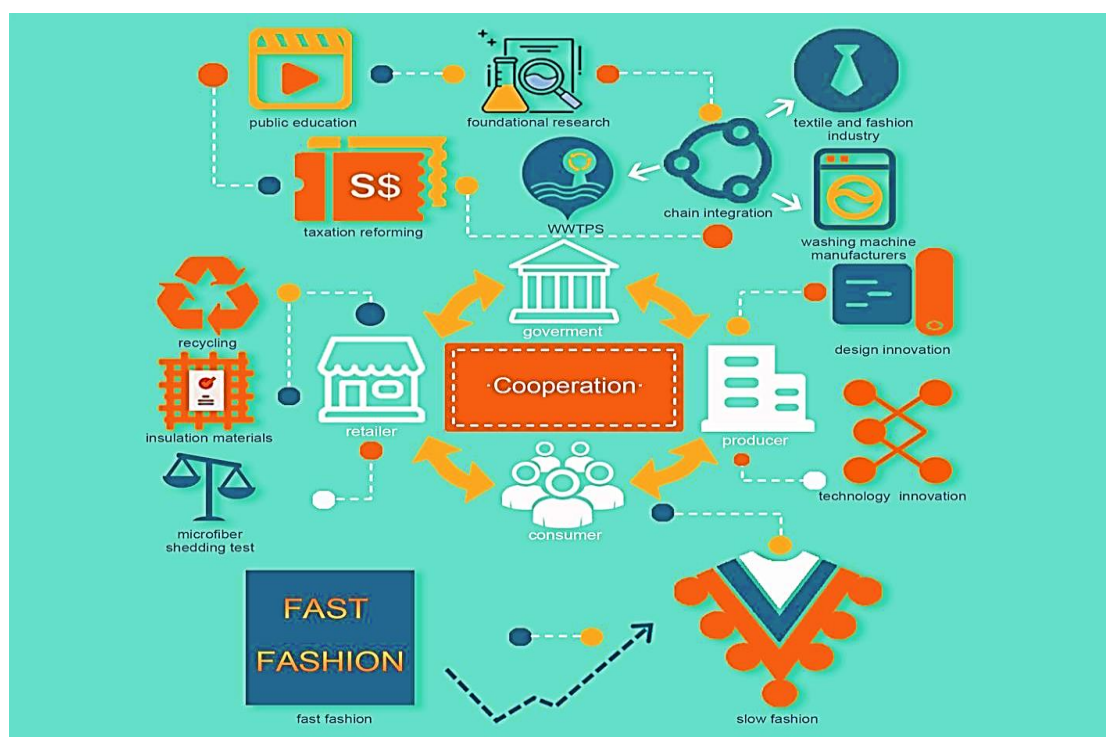 public education
foundational research
textile and fashion
industry
S$
taxation reforming
WWTPS
chain integration
washing machine
manufacturers
goverment
recycling
design innovation
·Cooperation·
insulation materials
retailer
producer
technology innovation
microfiber
shedding test
consumer
FAST
FASHION
fast fashion
slow fashion